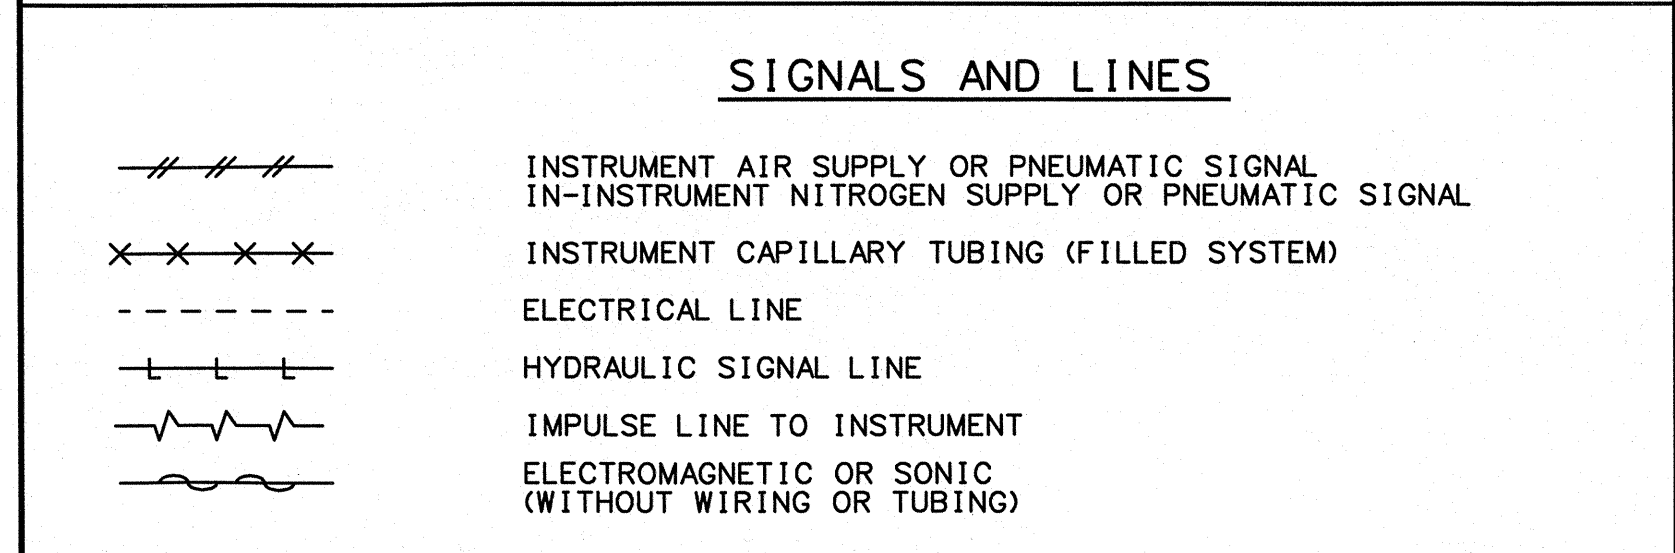 SIGNALS AND LINES
INSTRUMENT AIR SUPPLY OR PNEUMATIC SIGNAL
IN-INSTRUMENT NITROGEN SUPPLY OR PNEUMATIC SIGNAL
INSTRUMENT CAPILLARY TUBING (FILLED SYSTEM)
ELECTRICAL LINE
HYDRAULIC SIGNAL LINE
IMPULSE LINE TO INSTRUMENT
ELECTROMAGNETIC OR SONIC
(WITHOUT WIRING OR TUBING)